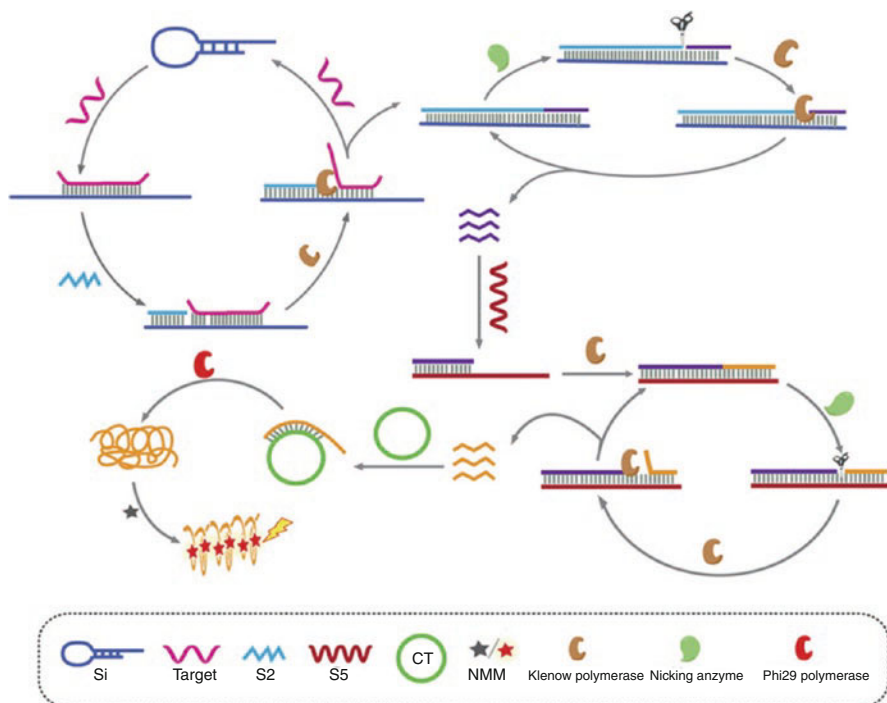 CT
Si
Target
S2
S5
NMM
Klenow polymerase
Nicking anzyme
Phi29 polymerase